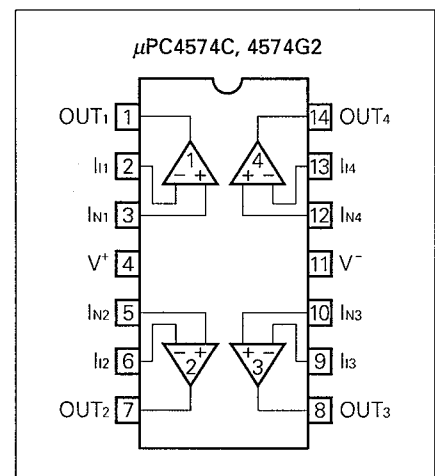 μPC4574C, 4574G2
OUT₁ 1 14 OUT₄
1 4
II1 2 − + + − 13 II4
IN1 3 12 IN4
V⁺ 4 11 V⁻
IN2 5 10 IN3
− + + −
II2 6 2 3 9 II3
OUT₂ 7 8 OUT₃